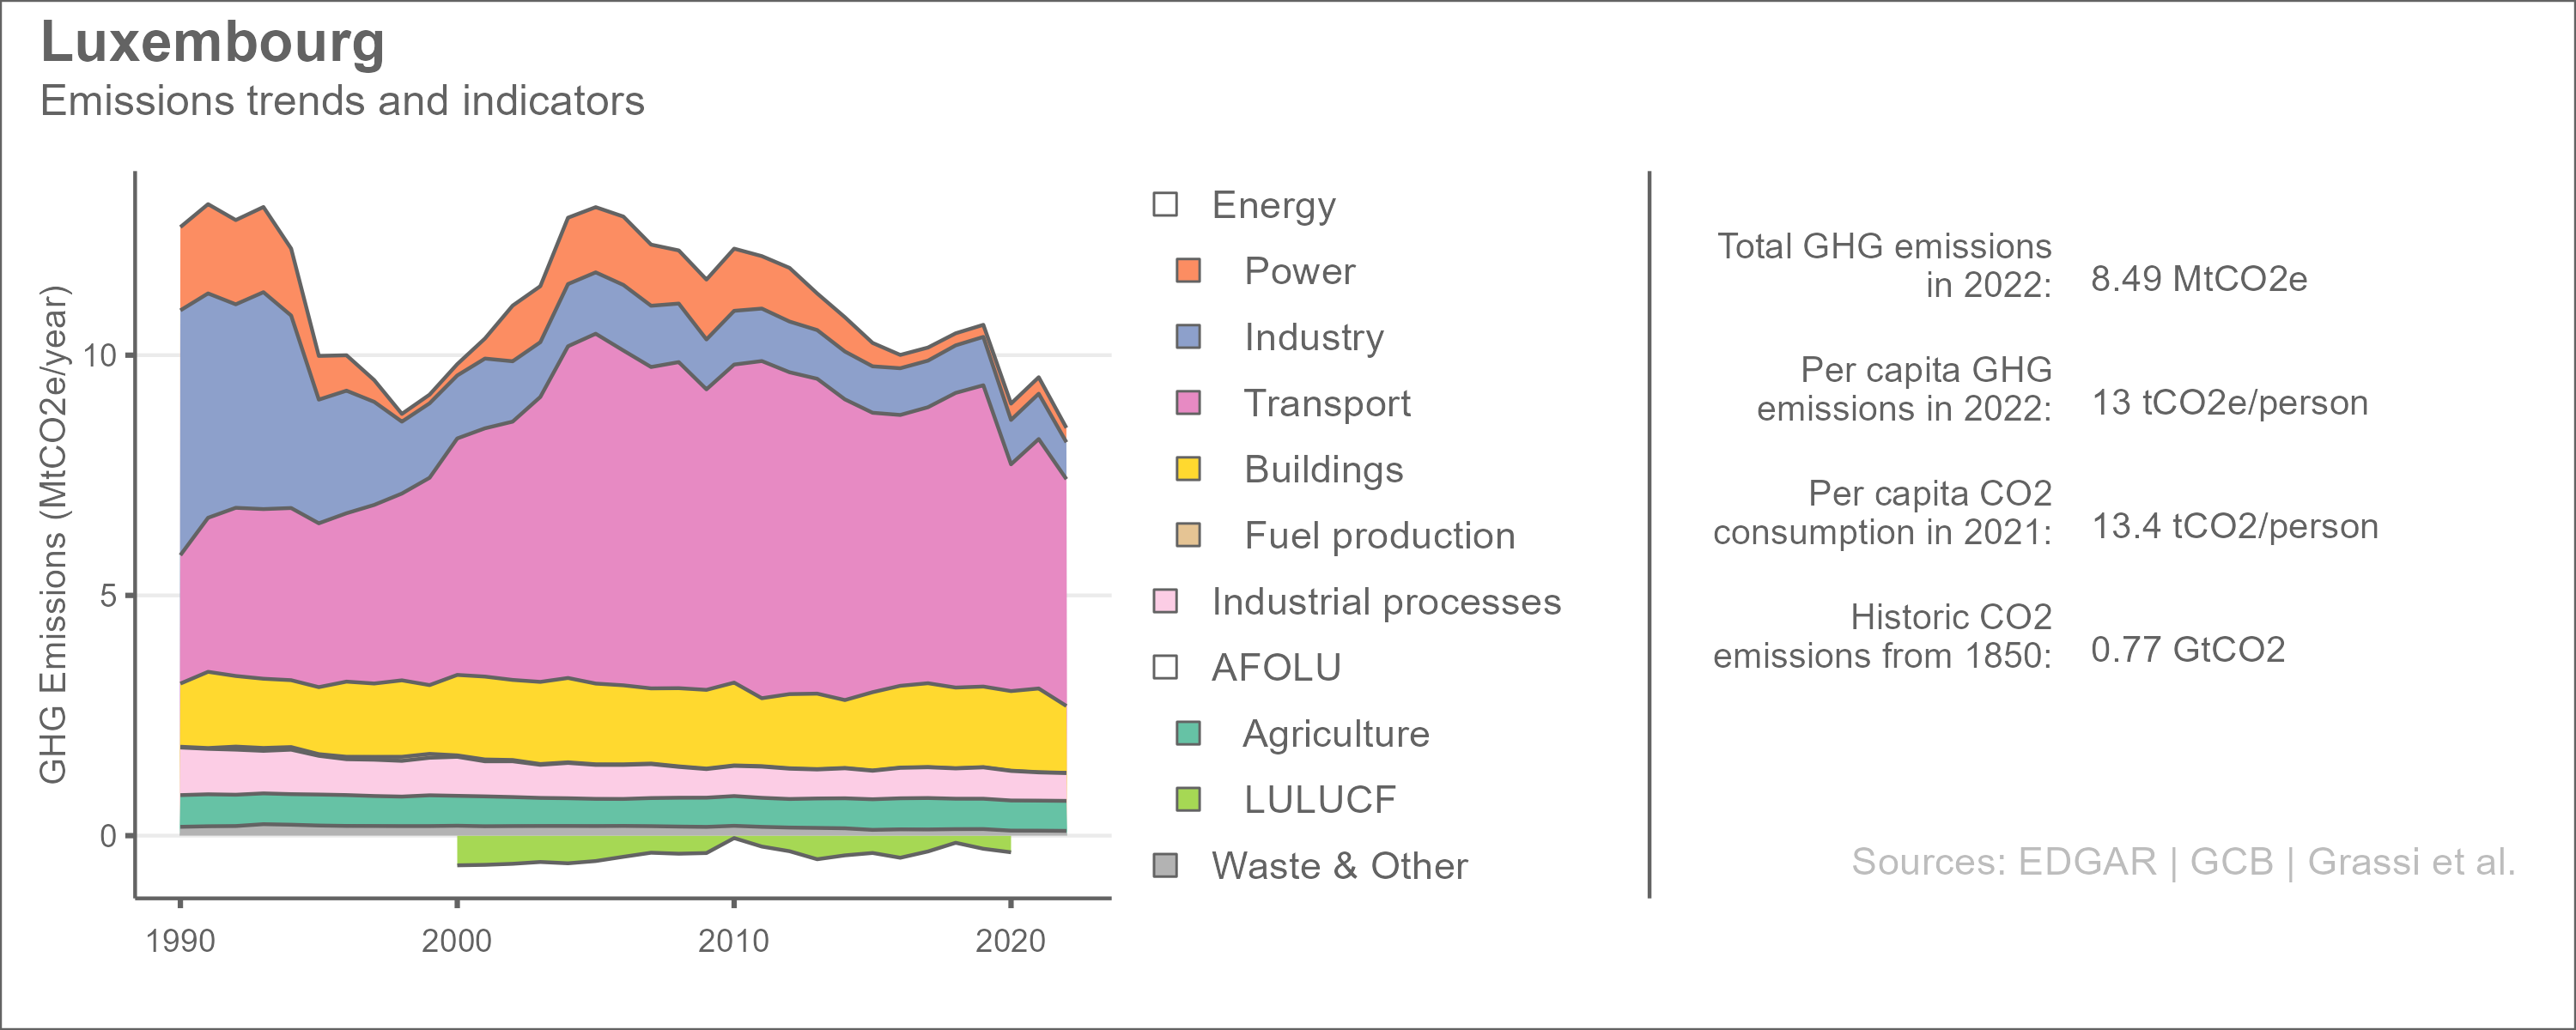 Luxembourg
Emissions trends and indicators
GHG Emissions (MtCO2e/year)
10
5
0
1990
2000
2010
2020
Energy
Power
Industry
Transport
Buildings
Fuel production
Industrial processes
AFOLU
Agriculture
LULUCF
Waste & Other
Total GHG emissions
in 2022:
8.49 MtCO2e
Per capita GHG
emissions in 2022:
13 tCO2e/person
Per capita CO2
consumption in 2021:
13.4 tCO2/person
Historic CO2
emissions from 1850:
0.77 GtCO2
Sources: EDGAR | GCB | Grassi et al.